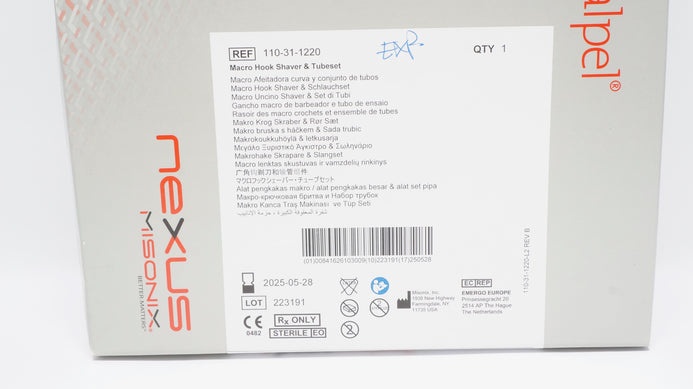 REF 110-31-1220
EXP.
QTY 1
Macro Hook Shaver & Tubeset
Macro Afeitadora curva y conjunto de tubos
Macro Hook Shaver & Schlauchset
Macro Uncino Shaver & Set di Tubi
Gancho macro de barbeador e tubo de ensaio
Rasoir des macro crochets et ensemble de tubes
Makro Krog Skraber & Rør Sæt
Makro bruska s háčkem & Sada trubic
Makrokoukkuhöylä & letkusarja
Μεγάλο Ξυριστικό Άγκιστρο & Σωληνάριο
Makrohake Skrapare & Slangset
Macro lenktas skustuvas ir vamzdelių rinkinys
广角钩剃刀和吸管组件
マクロフックシェーバー・チューブセット
Alat pengkakas makro / alat pengkakas besar & alat set pipa
Макро-крючковая бритва и Набор трубок
Makro Kanca Traş Makinası ve Tüp Seti
شفرة المعقوفة الكبيرة ، حزمة الأنابيب
(01)00841626103009(10)223191(17)250528
2025-05-28
LOT 223191
CE 0482
Rx ONLY
STERILE EO
Misonix, Inc.
1938 New Highway
Farmingdale, NY
11735 USA
EC REP
EMERGO EUROPE
Prinsessegracht 20
2514 AP The Hague
The Netherlands
110-31-1220-L2 REV B
alpel®
nexus
MISONIX
BETTER MATTERS